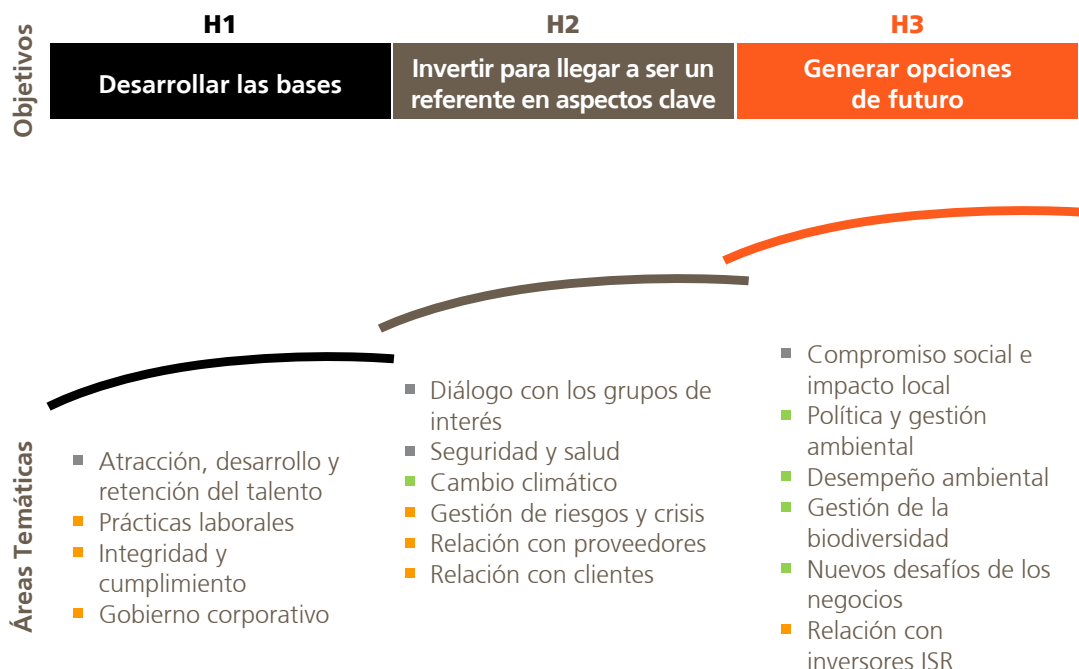 Objetivos
H1
Desarrollar las bases
H2
Invertir para llegar a ser un
referente en aspectos clave
H3
Generar opciones
de futuro
Áreas Temáticas
Atracción, desarrollo y
retención del talento
Prácticas laborales
Integridad y
cumplimiento
Gobierno corporativo
Diálogo con los grupos de
interés
Seguridad y salud
Cambio climático
Gestión de riesgos y crisis
Relación con proveedores
Relación con clientes
Compromiso social e
impacto local
Política y gestión
ambiental
Desempeño ambiental
Gestión de la
biodiversidad
Nuevos desafíos de los
negocios
Relación con
inversores ISR